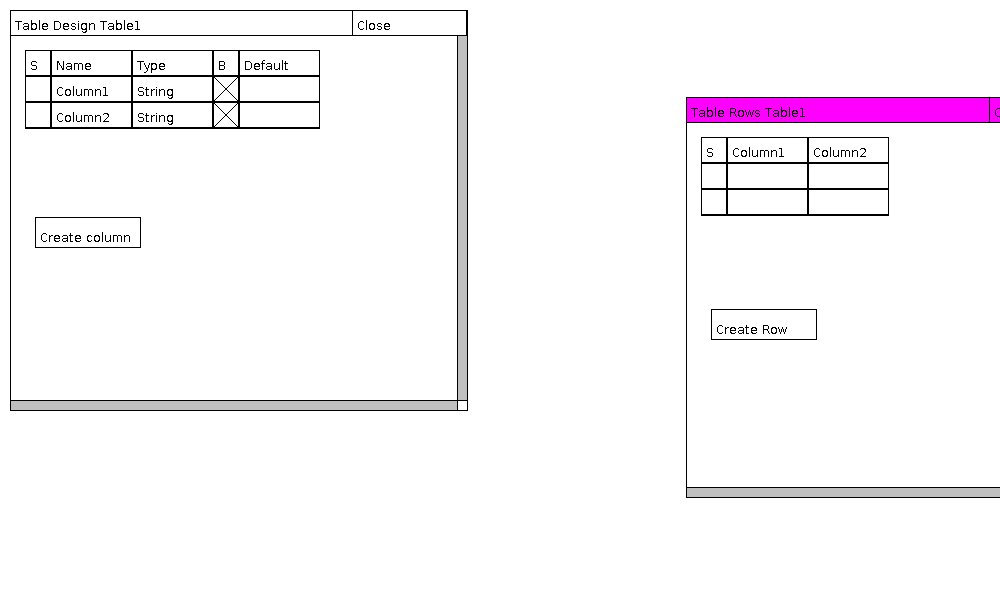 Table Design Table1 Close
S Name Type B Default
Column1 String
Column2 String
Create column
Table Rows Table1
S Column1 Column2
Create Row